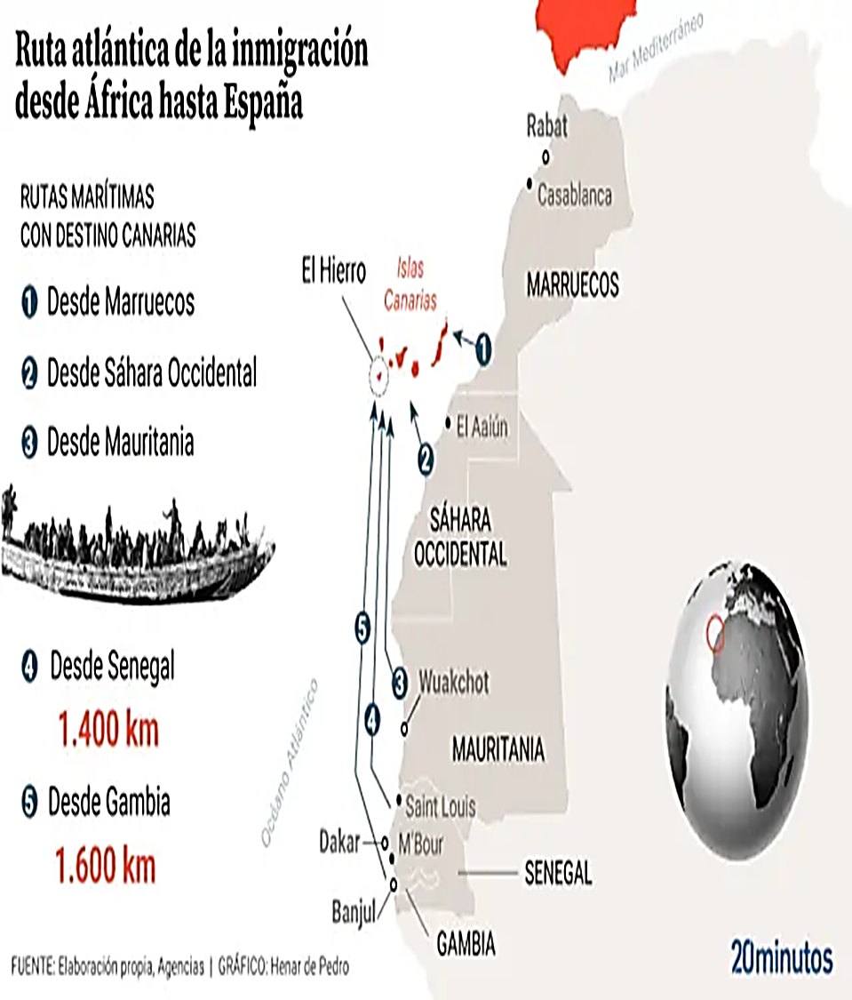 Ruta atlántica de la inmigración
desde África hasta España
RUTAS MARÍTIMAS
CON DESTINO CANARIAS
1 Desde Marruecos
2 Desde Sáhara Occidental
3 Desde Mauritania
4 Desde Senegal
1.400 km
5 Desde Gambia
1.600 km
Mar Mediterráneo
Rabat
Casablanca
MARRUECOS
El Hierro
Islas
Canarias
1
El Aaiún
2
SÁHARA
OCCIDENTAL
5
3
Wuakchot
4
MAURITANIA
Océano Atlántico
Saint Louis
Dakar
M'Bour
SENEGAL
Banjul
GAMBIA
FUENTE: Elaboración propia, Agencias | GRÁFICO: Henar de Pedro
20minutos